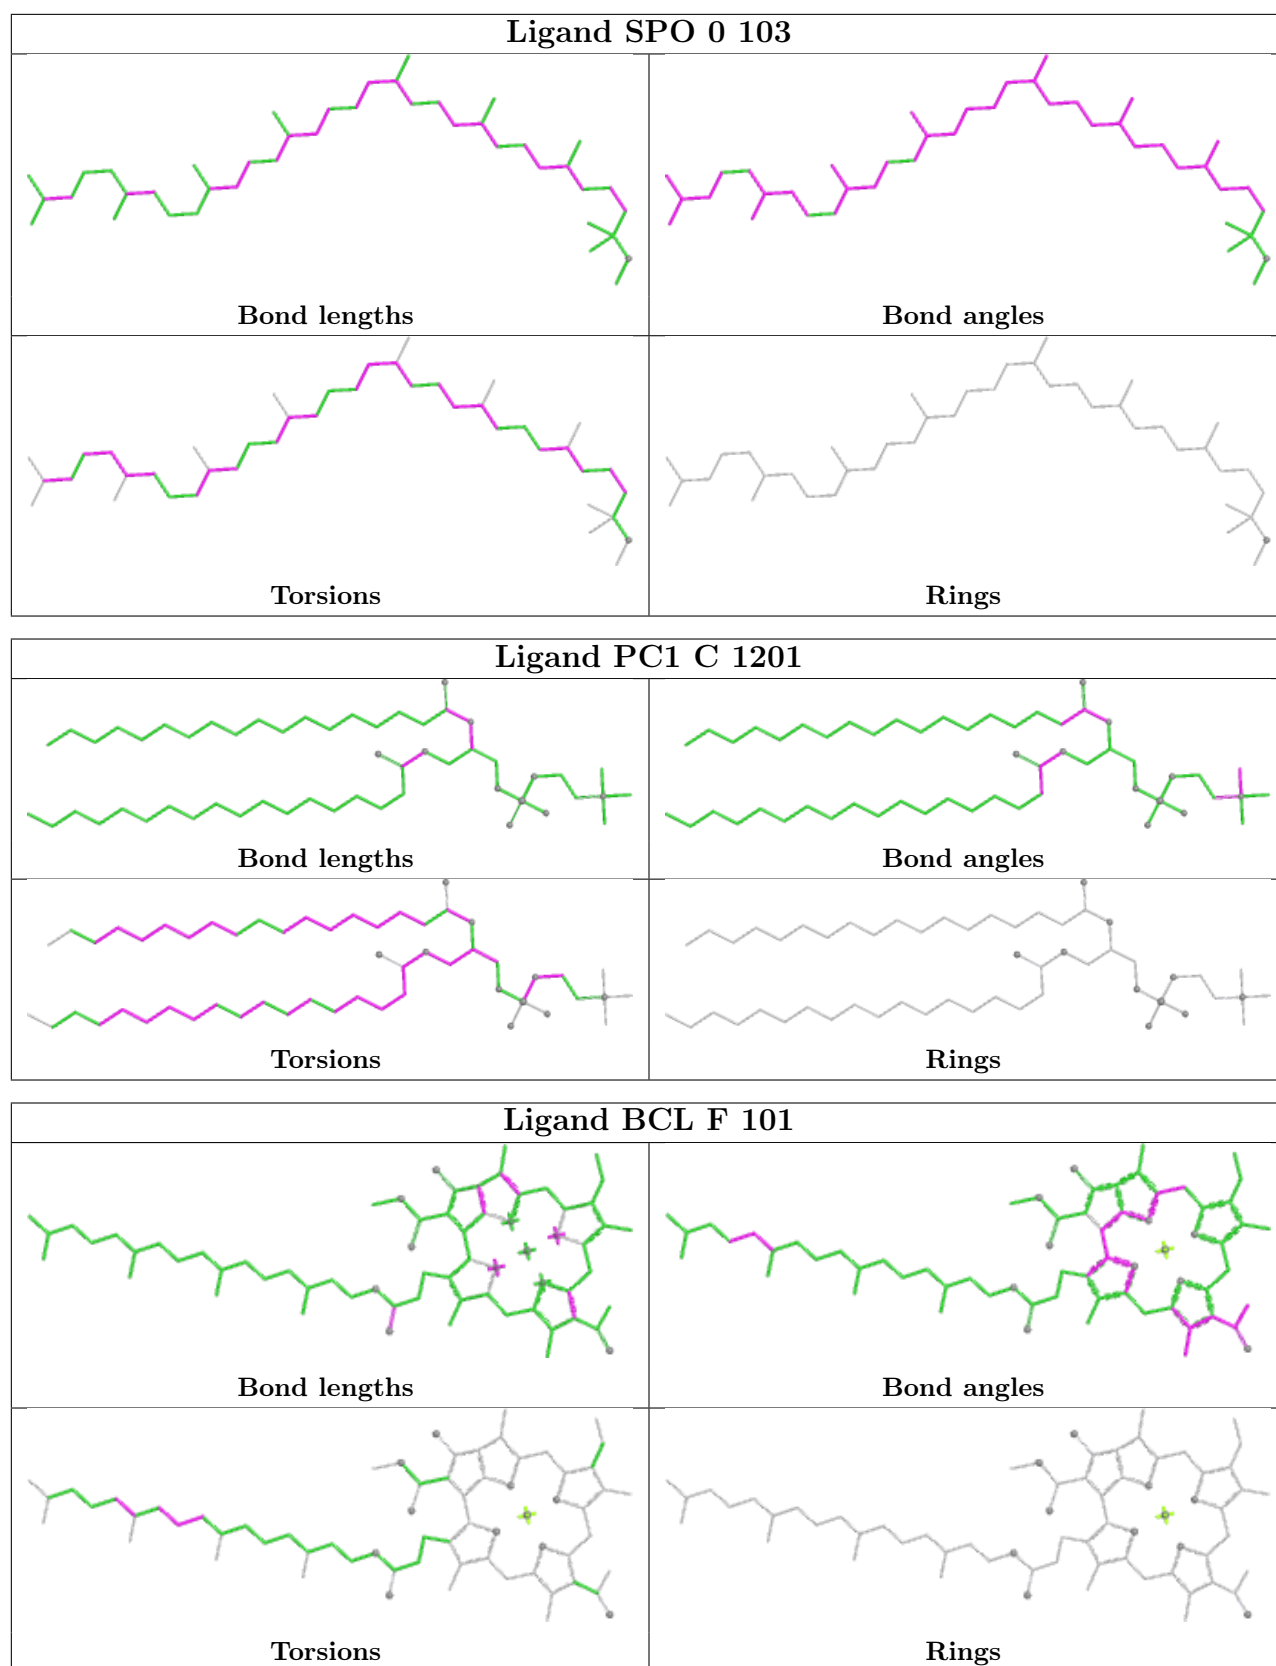 Ligand SPO 0 103
Bond lengths
Bond angles
Torsions
Rings
Ligand PC1 C 1201
Bond lengths
Bond angles
Torsions
Rings
Ligand BCL F 101
Bond lengths
Bond angles
Torsions
Rings